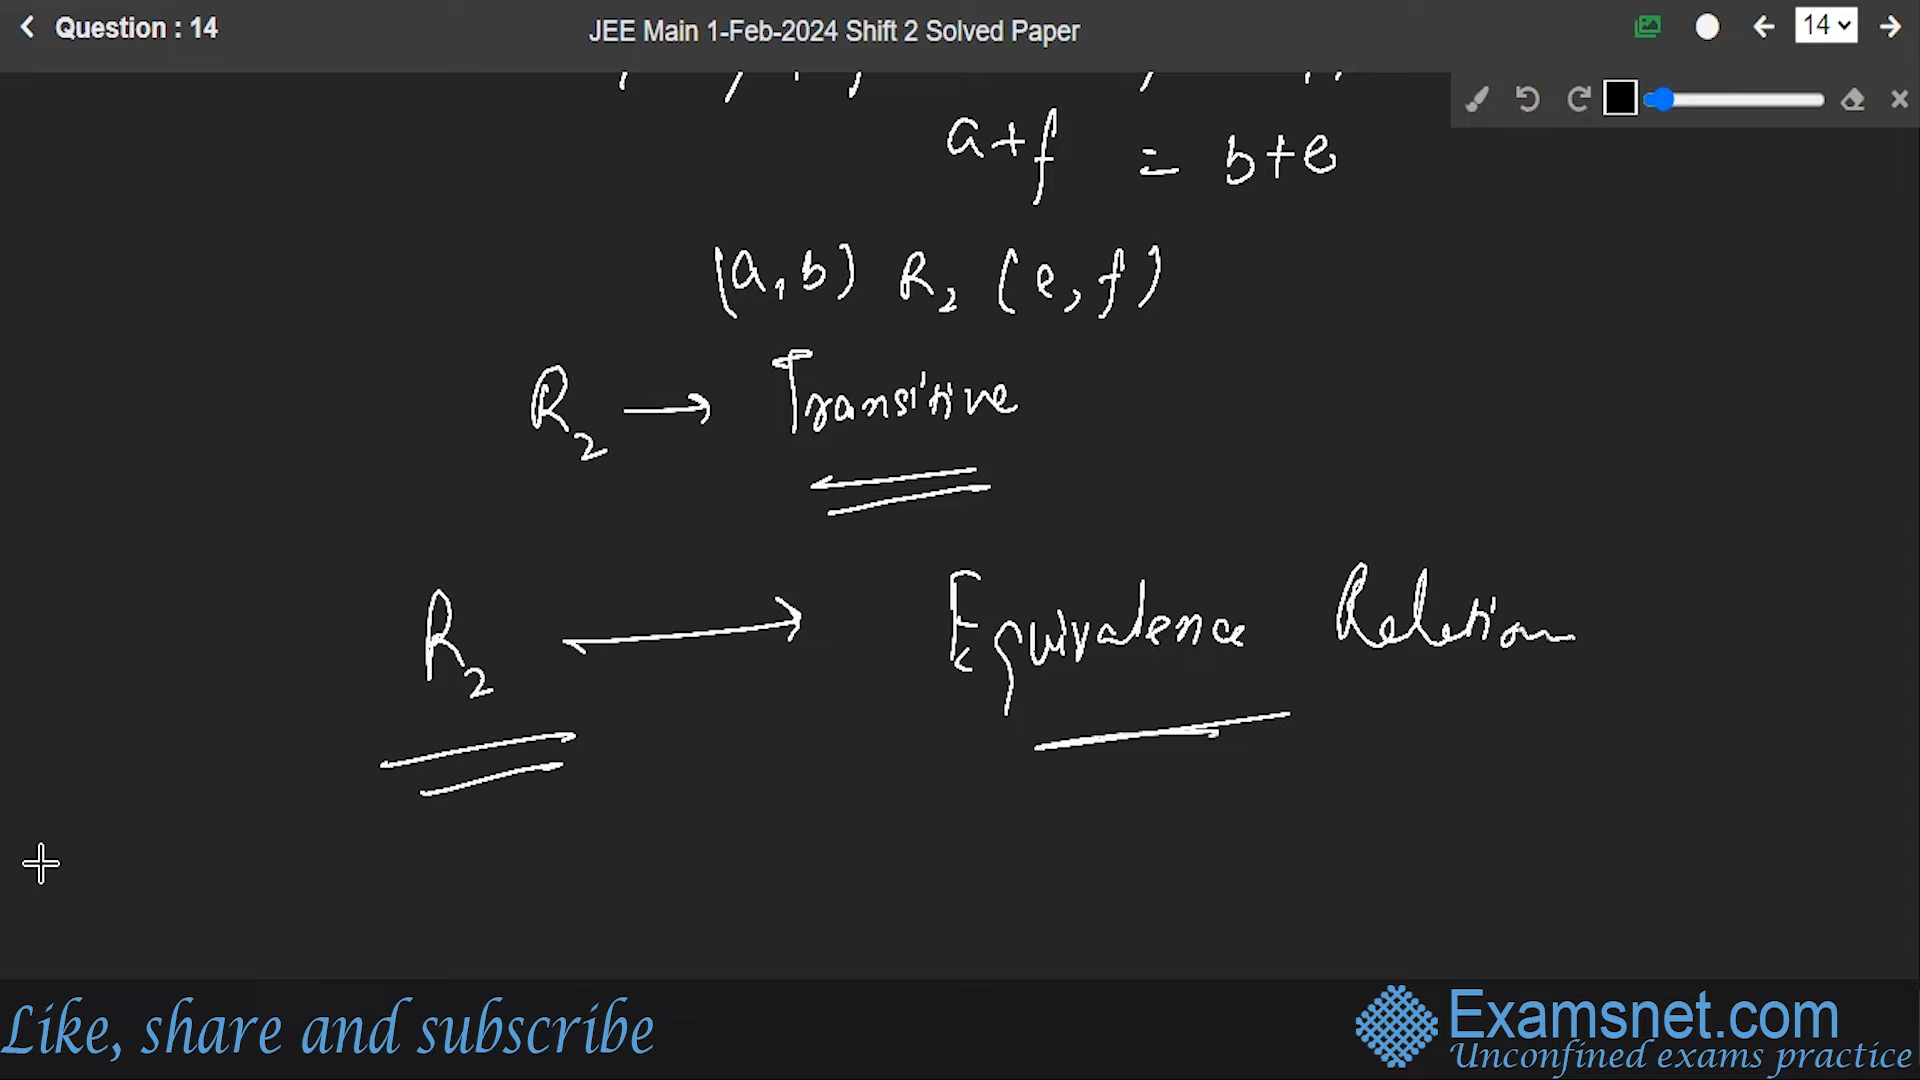 Question : 14
JEE Main 1-Feb-2024 Shift 2 Solved Paper
14
a+f = b+e
(a,b) R₂ (e,f)
R₂ → Transitive
R₂ → Equivalence Relation
Like, share and subscribe
Examsnet.com
Unconfined exams practice